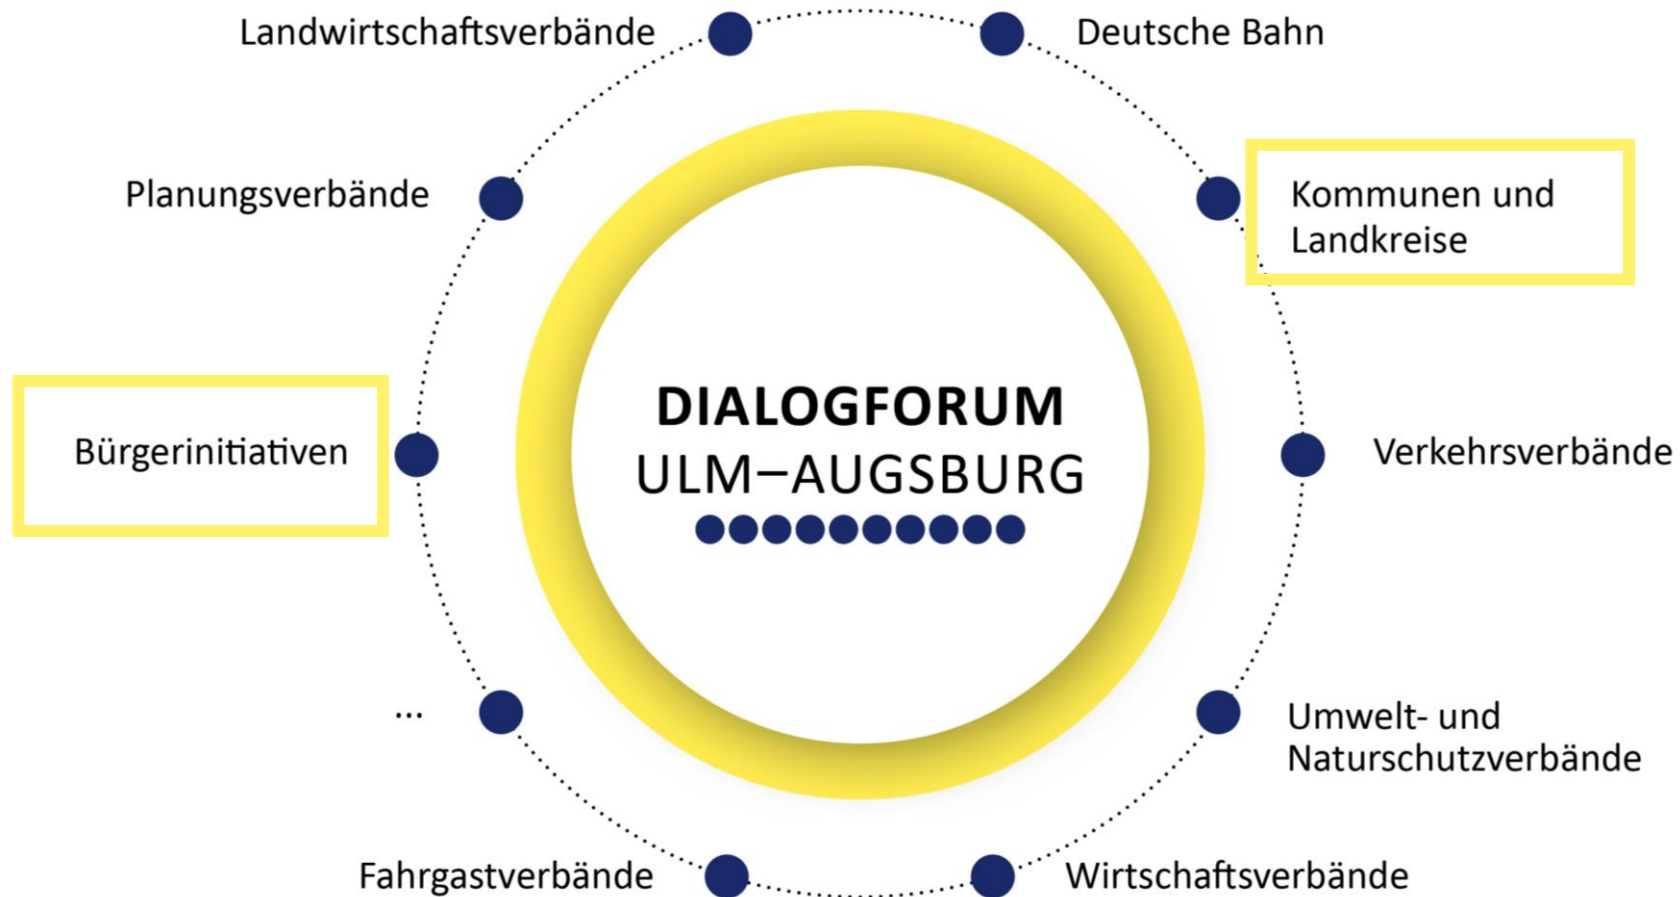 Landwirtschaftsverbände
Deutsche Bahn
Planungsverbände
Kommunen und
Landkreise
DIALOGFORUM
ULM–AUGSBURG
Bürgerinitiativen
Verkehrsverbände
...
Umwelt- und
Naturschutzverbände
Fahrgastverbände
Wirtschaftsverbände